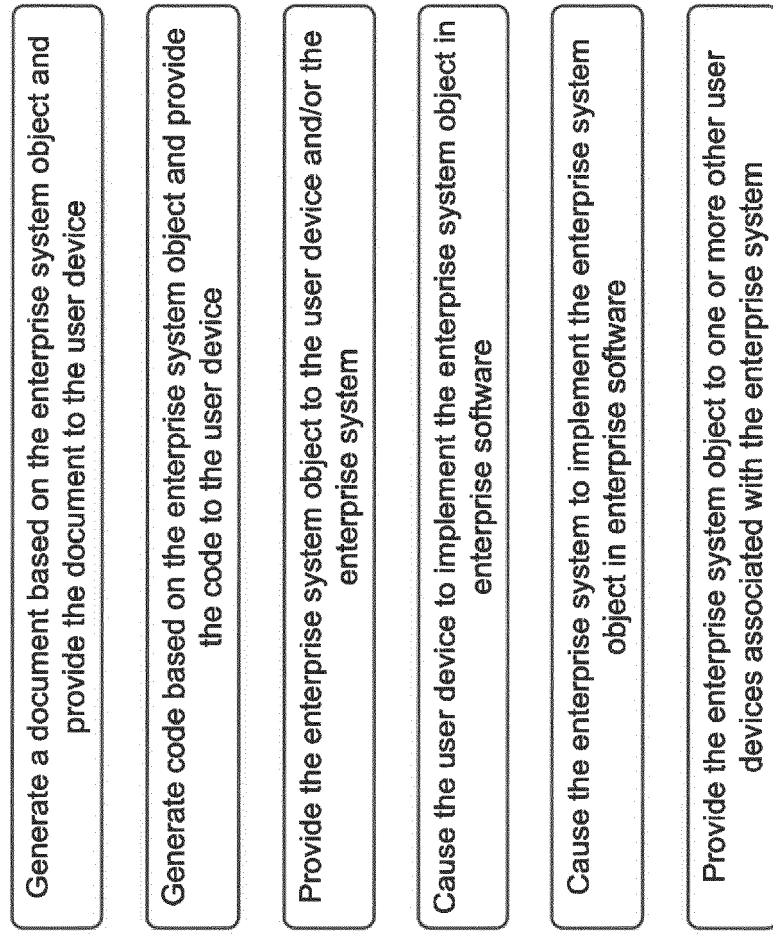 Generate a document based on the enterprise system object and
provide the document to the user device
Generate code based on the enterprise system object and provide
the code to the user device
Provide the enterprise system object to the user device and/or the
enterprise system
Cause the user device to implement the enterprise system object in
enterprise software
Cause the enterprise system to implement the enterprise system
object in enterprise software
Provide the enterprise system object to one or more other user
devices associated with the enterprise system